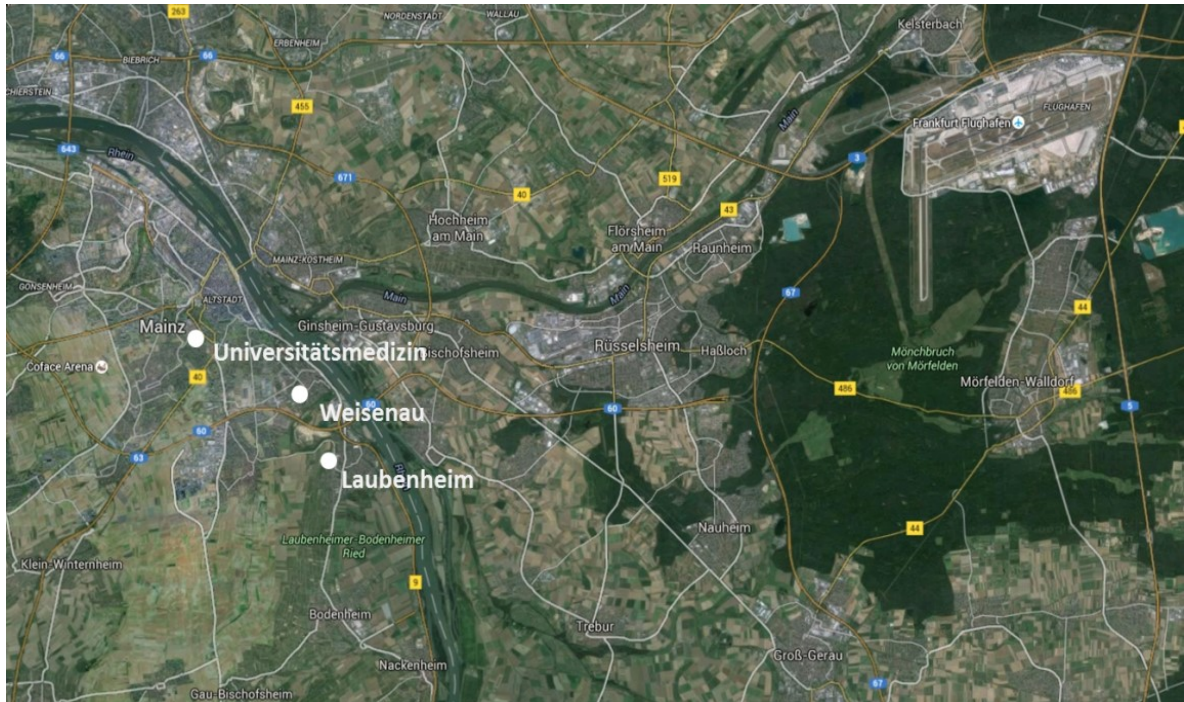 263
NORDENSTADT
WALLAU
Kelsterbach
ERBENHEIM
66
BIEBRICH
66
CHIERSTEIN
455
FLUGHAFEN
Frankfurt Flughafen
Main
643
Rhein
3
671
519
40
43
Hochheim
am Main
Flörsheim
am Main
Raunheim
MAINZ-KOSTHEIM
GONSENHEIM
ALTSTADT
Main
Main
67
44
Mainz
Ginsheim-Gustavsburg
Universitätsmedizin
Bischofsheim
Rüsselsheim
Haßloch
Mönchbruch
von Mörfelden
Coface Arena
40
486
Mörfelden-Walldorf
486
5
60
Weisenau
60
60
63
Laubenheim
Rhein
Nauheim
44
Laubenheimer-Bodenheimer
Ried
Klein-Winternheim
9
Bodenheim
Trebur
Groß-Gerau
Nackenheim
67
Gau-Bischofsheim